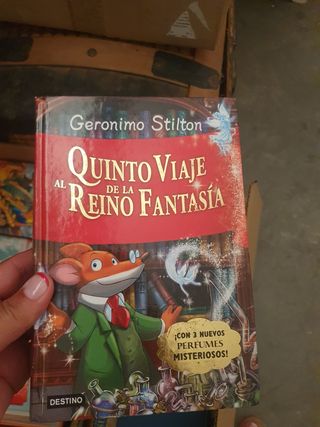 Geronimo Stilton
QUINTO VIAJE
AL DE LA
REINO FANTASÍA
¡CON 3 NUEVOS
PERFUMES
MISTERIOSOS!
DESTINO